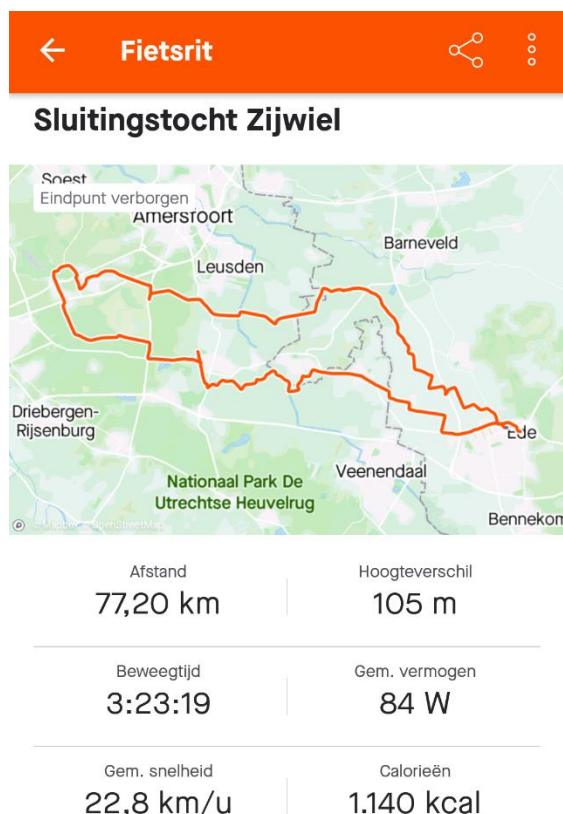 Fietsrit
Sluitingstocht Zijwiel
Soest
Eindpunt verborgen
Amersfoort
Barneveld
Leusden
Driebergen-
Rijsenburg
Ede
Veenendaal
Nationaal Park De
Utrechtse Heuvelrug
Bennekom
© Mapbox © OpenStreetMap
Afstand
77,20 km
Hoogteverschil
105 m
Beweegtijd
3:23:19
Gem. vermogen
84 W
Gem. snelheid
22,8 km/u
Calorieën
1.140 kcal